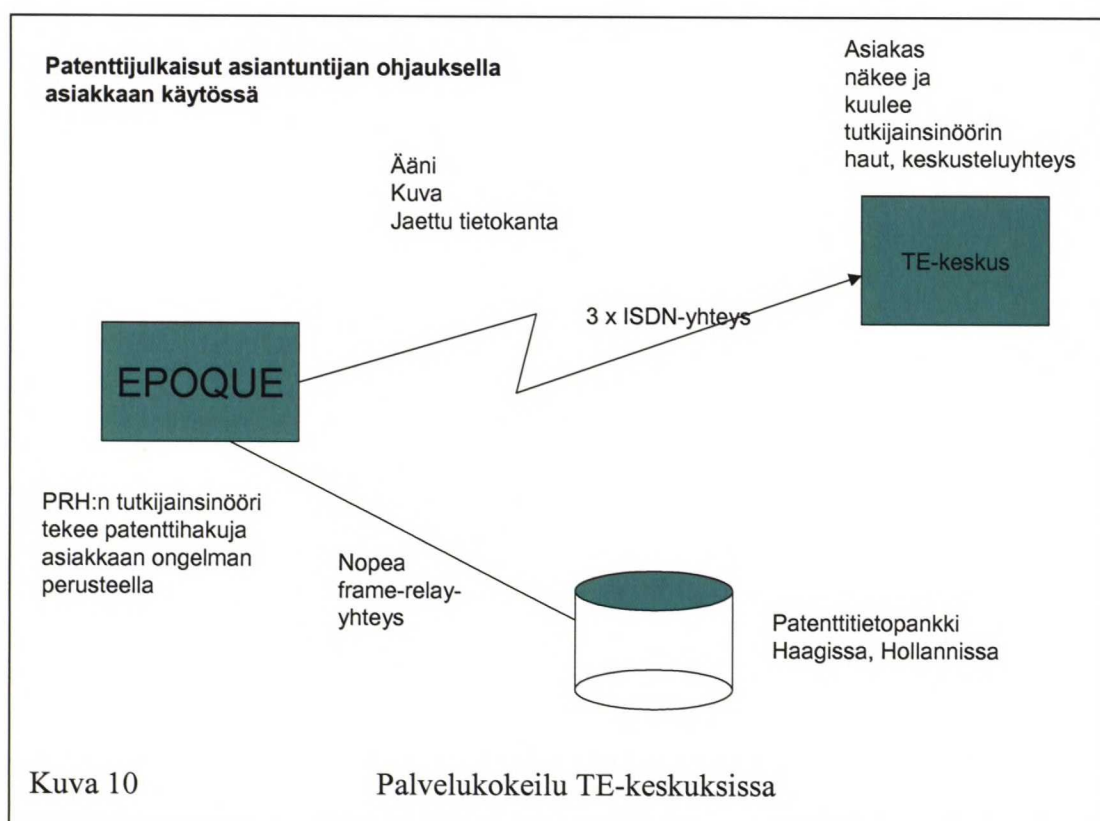 Patenttijulkaisut asiantuntijan ohjauksella
asiakkaan käytössä
Asiakas
näkee ja
kuulee
tutkijainsinöörin
haut, keskusteluyhteys
Ääni
Kuva
Jaettu tietokanta
TE-keskus
3 x ISDN-yhteys
EPOQUE
PRH:n tutkijainsinööri
tekee patenttihakuja
asiakkaan ongelman
perusteella
Nopea
frame-relay-
yhteys
Patenttitietopankki
Haagissa, Hollannissa
Kuva 10 Palvelukokeilu TE-keskuksissa